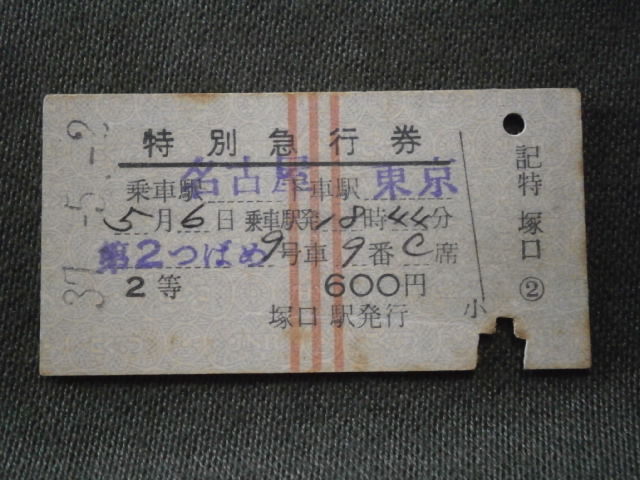 特別急行券
乗車駅 名古屋 下車駅 東京
5月6日 乗車駅発18時44分
第2つばめ 9号車 9番C席
2等 600円
塚口駅発行
小
記特 塚口 ②
37.-5.-2